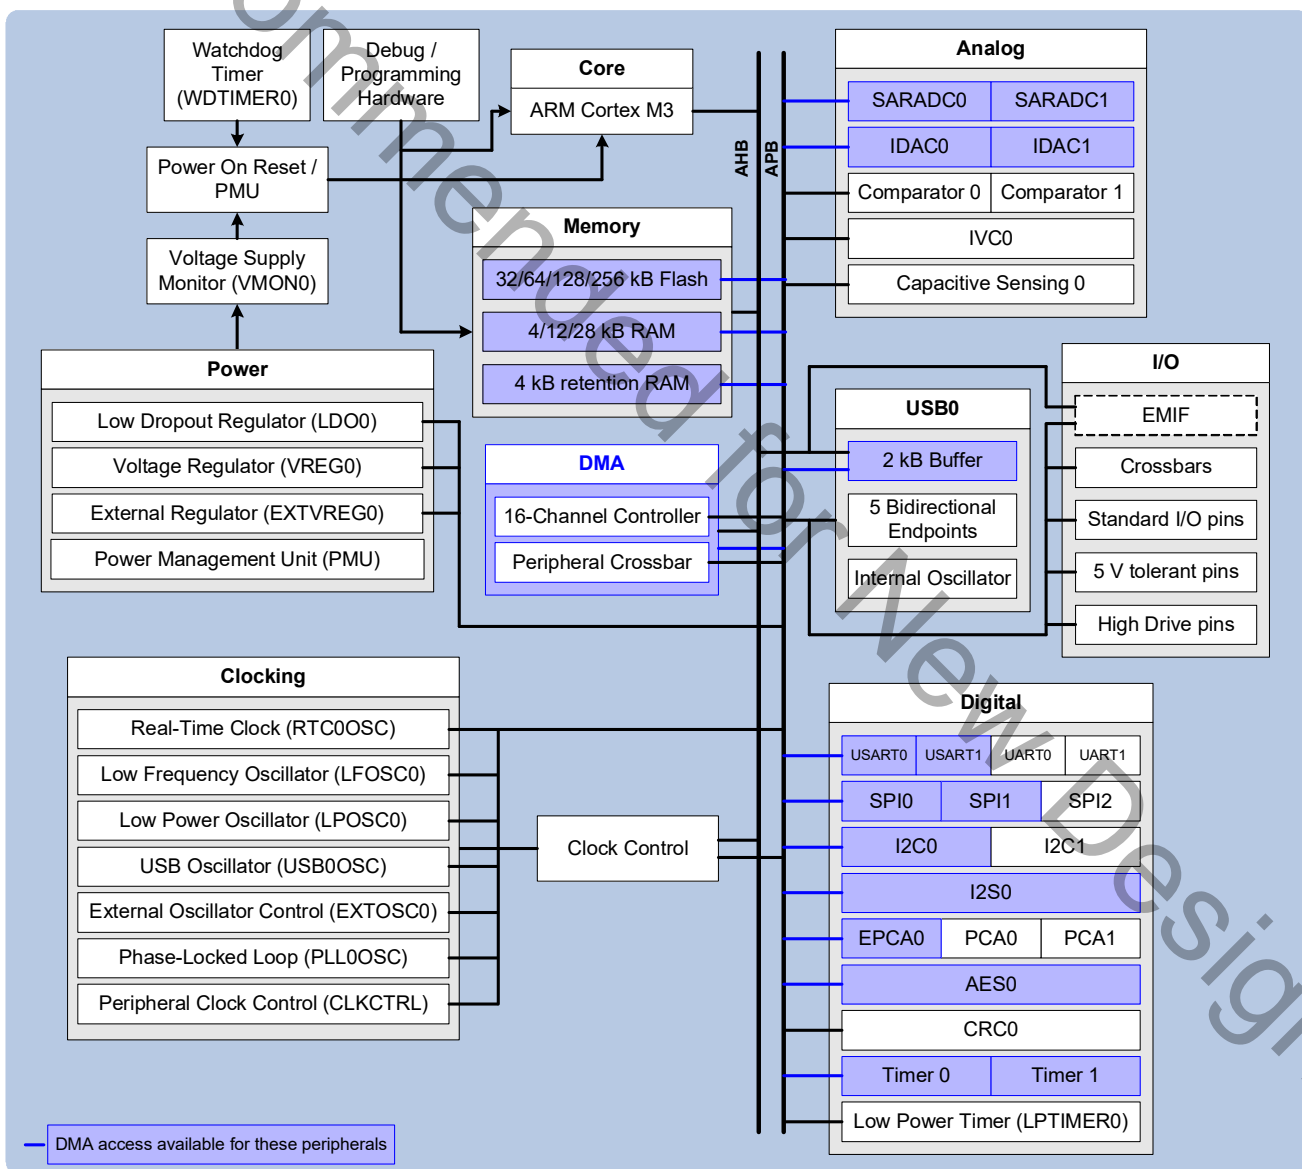 Watchdog
Timer
(WDTIMER0)
Debug /
Programming
Hardware
Core
ARM Cortex M3
Power On Reset /
PMU
Voltage Supply
Monitor (VMON0)
Memory
32/64/128/256 kB Flash
4/12/28 kB RAM
4 kB retention RAM
AHB
APB
Analog
SARADC0 SARADC1
IDAC0 IDAC1
Comparator 0 Comparator 1
IVC0
Capacitive Sensing 0
Power
Low Dropout Regulator (LDO0)
Voltage Regulator (VREG0)
External Regulator (EXTVREG0)
Power Management Unit (PMU)
DMA
16-Channel Controller
Peripheral Crossbar
USB0
2 kB Buffer
5 Bidirectional
Endpoints
Internal Oscillator
I/O
EMIF
Crossbars
Standard I/O pins
5 V tolerant pins
High Drive pins
Clocking
Real-Time Clock (RTC0OSC)
Low Frequency Oscillator (LFOSC0)
Low Power Oscillator (LPOSC0)
USB Oscillator (USB0OSC)
External Oscillator Control (EXTOSC0)
Phase-Locked Loop (PLL0OSC)
Peripheral Clock Control (CLKCTRL)
Clock Control
Digital
USART0 USART1 UART0 UART1
SPI0 SPI1 SPI2
I2C0 I2C1
I2S0
EPCA0 PCA0 PCA1
AES0
CRC0
Timer 0 Timer 1
Low Power Timer (LPTIMER0)
DMA access available for these peripherals
for New